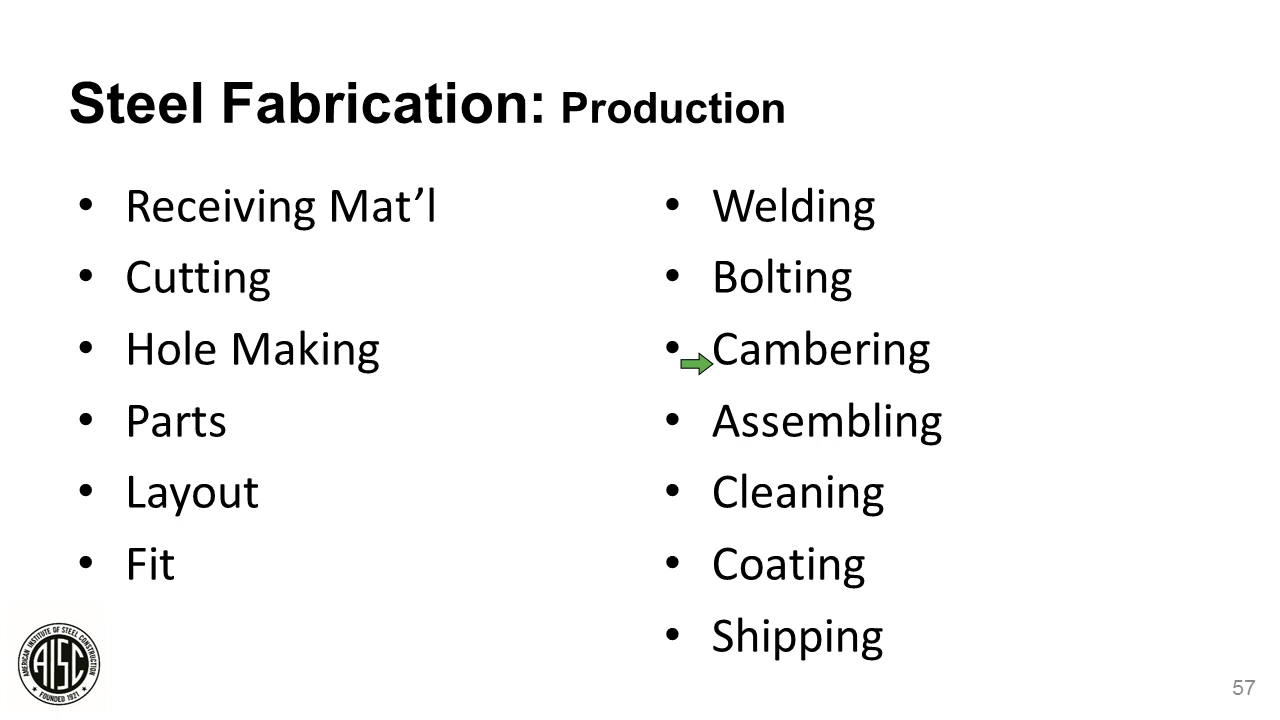 Steel Fabrication: Production
• Receiving Mat’l
• Cutting
• Hole Making
• Parts
• Layout
• Fit
• Welding
• Bolting
• Cambering
• Assembling
• Cleaning
• Coating
• Shipping
AMERICAN INSTITUTE OF STEEL CONSTRUCTION
AISC
FOUNDED 1921
57